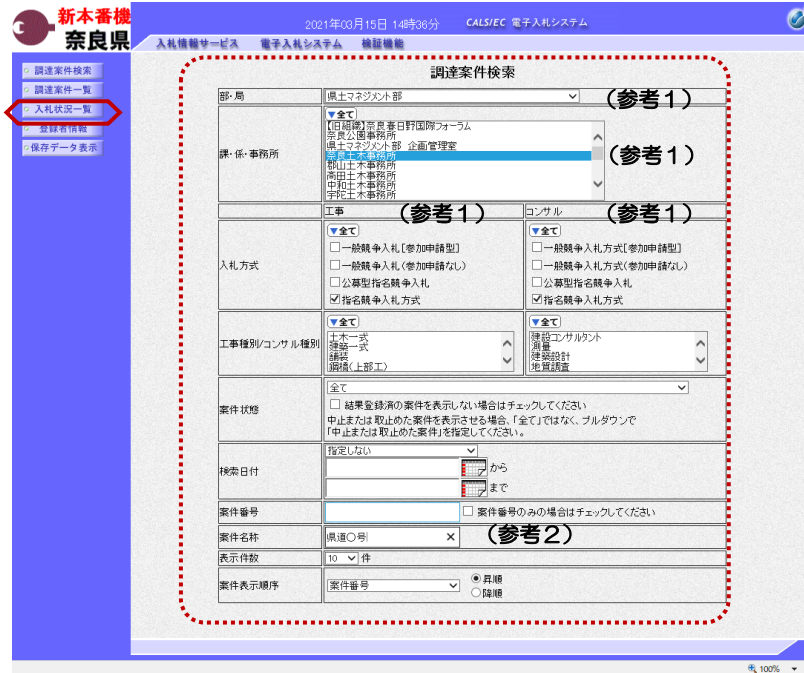 新本番機
奈良県
2021年03月15日 14時36分 CALS/EC 電子入札システム
入札情報サービス 電子入札システム 検証機能
調達案件検索
調達案件一覧
入札状況一覧
登録者情報
保存データ表示
調達案件検索
部・局 県土マネジメント部 (参考1)
課・係・事務所
▼全て
【旧組織】奈良春日野国際フォーラム
奈良公園事務所
県土マネジメント部 企画管理室
奈良土木事務所
郡山土木事務所
高田土木事務所
中和土木事務所
宇陀土木事務所
(参考1)
工事 (参考1) コンサル (参考1)
入札方式
▼全て
□一般競争入札[参加申請型]
□一般競争入札(参加申請なし)
□公募型指名競争入札
☑指名競争入札方式
▼全て
□一般競争入札方式[参加申請型]
□一般競争入札方式(参加申請なし)
□公募型指名競争入札
☑指名競争入札方式
工事種別/コンサル種別
▼全て
土木一式
建築一式
舗装
鋼橋(上部工)
▼全て
建設コンサルタント
測量
建築設計
地質調査
案件状態
全て
□ 結果登録済の案件を表示しない場合はチェックしてください
中止または取止めた案件を表示させる場合、「全て」ではなく、プルダウンで
「中止または取止めた案件」を指定してください。
検索日付
指定しない
から
まで
案件番号 □ 案件番号のみの場合はチェックしてください
案件名称 県道〇号 × (参考2)
表示件数 10 件
案件表示順序 案件番号 ◉昇順
○降順
100%